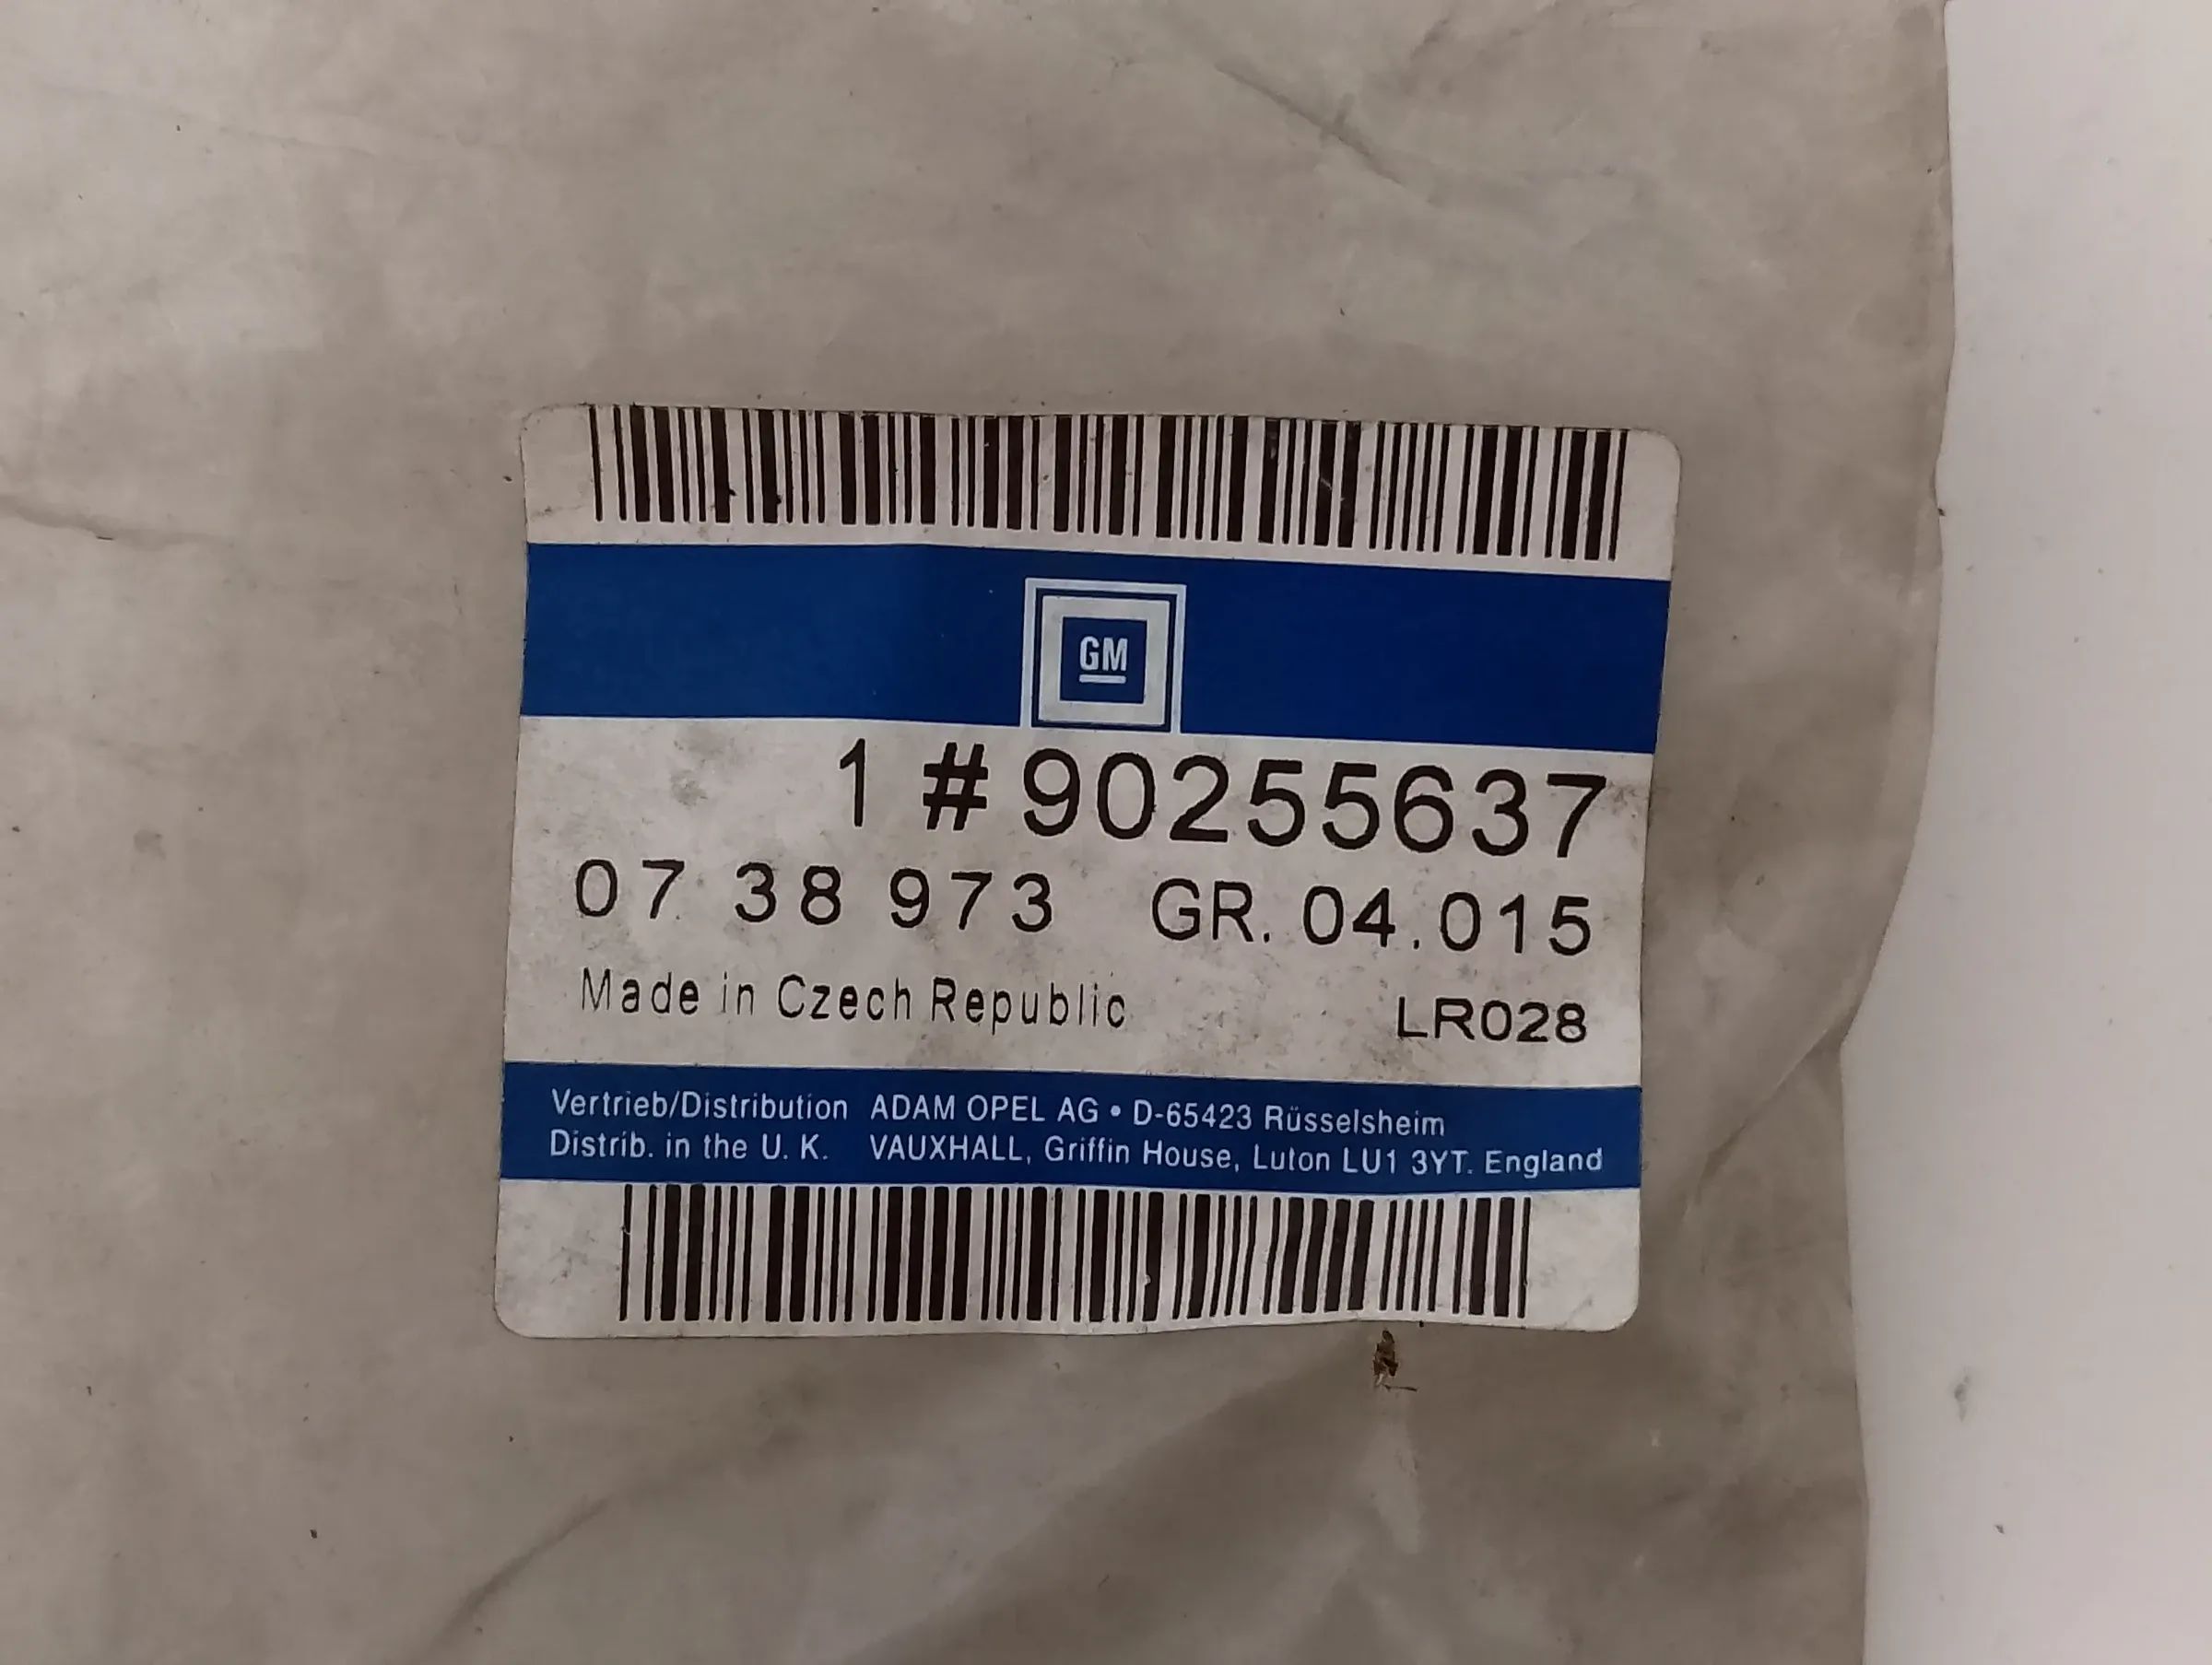 GM
1 # 90255637
07 38 973 GR. 04.015
Made in Czech Republic LR028
Vertrieb/Distribution ADAM OPEL AG • D-65423 Rüsselsheim
Distrib. in the U. K. VAUXHALL, Griffin House, Luton LU1 3YT. England